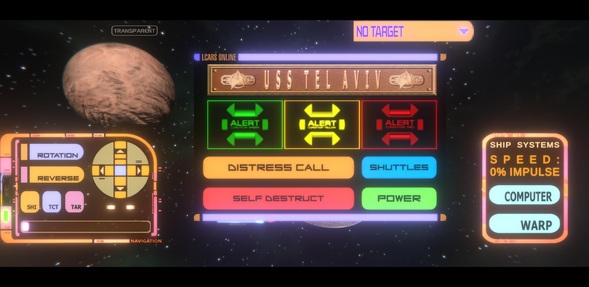 TRANSPARENT
NO TARGET
LCARS ONLINE
USS TEL AVIV
ALERT
ALERT
ALERT
DISTRESS CALL
SHUTTLES
SELF DESTRUCT
POWER
ROTATION
REVERSE
SHI
TCT
TAR
NAVIGATION
SHIP SYSTEMS
SPEED:
0% IMPULSE
COMPUTER
WARP